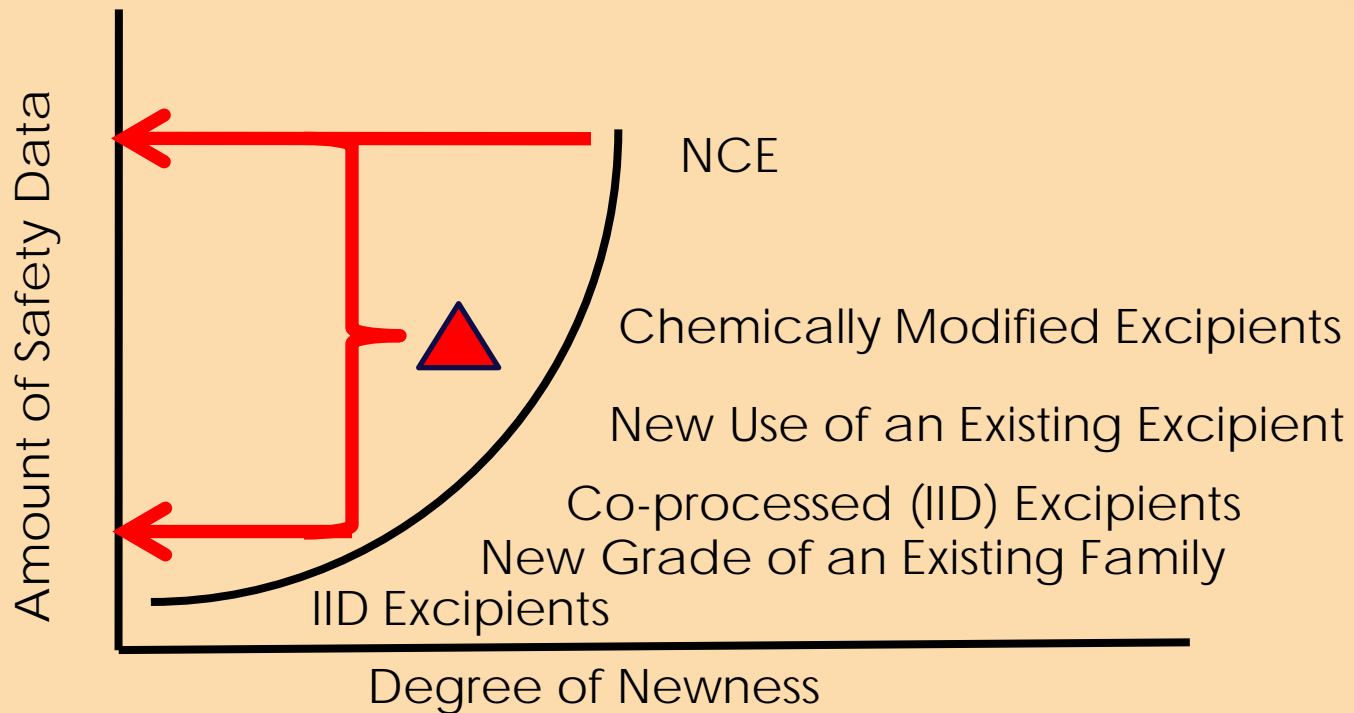 Amount of Safety Data
NCE
Chemically Modified Excipients
New Use of an Existing Excipient
Co-processed (IID) Excipients
New Grade of an Existing Family
IID Excipients
Degree of Newness